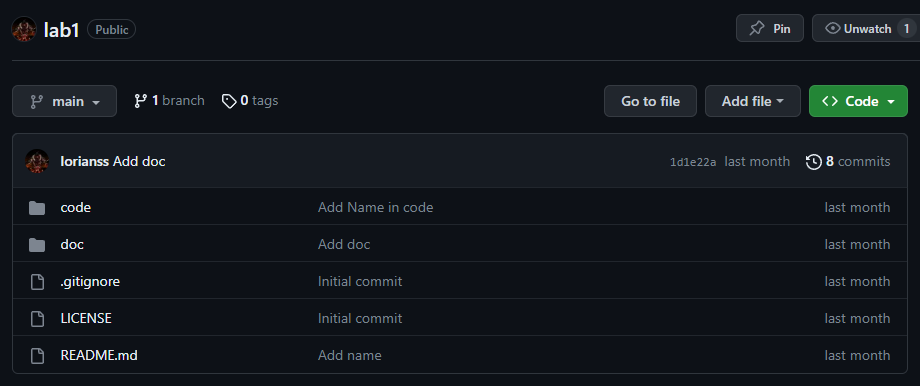 lab1 Public Pin Unwatch 1
main 1 branch 0 tags Go to file Add file Code
lorianss Add doc 1d1e22a last month 8 commits
code Add Name in code last month
doc Add doc last month
.gitignore Initial commit last month
LICENSE Initial commit last month
README.md Add name last month